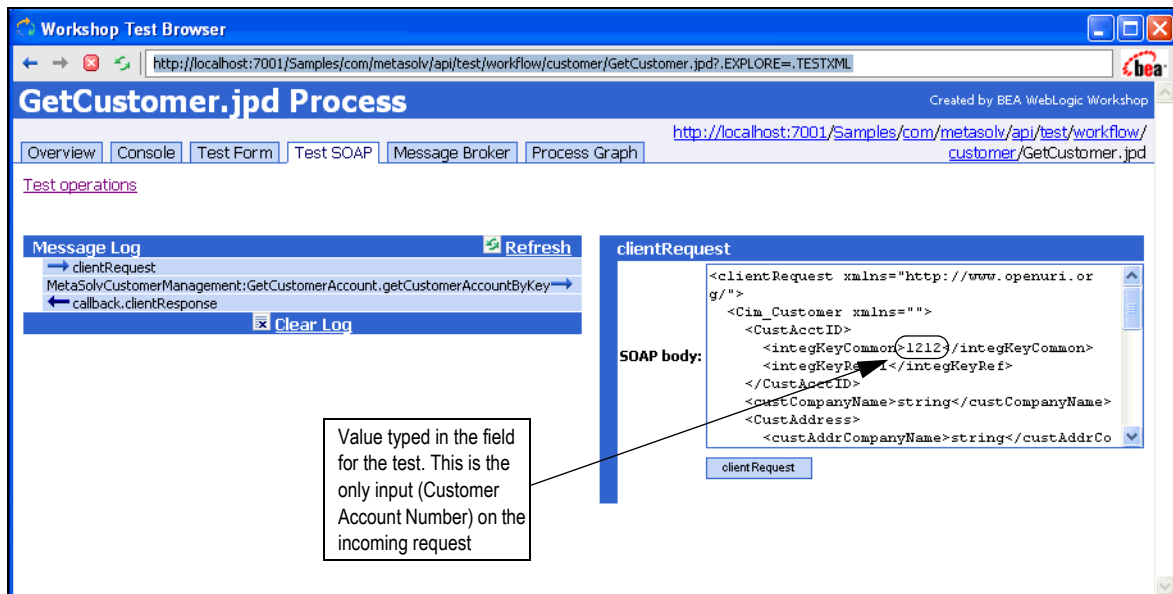 Workshop Test Browser
http://localhost:7001/Samples/com/metasolv/api/test/workflow/customer/GetCustomer.jpd?.EXPLORE=.TESTXML
bea
GetCustomer.jpd Process
Created by BEA WebLogic Workshop
http://localhost:7001/Samples/com/metasolv/api/test/workflow/
customer/GetCustomer.jpd
Overview Console Test Form Test SOAP Message Broker Process Graph
Test operations
Message Log Refresh
clientRequest
MetaSolvCustomerManagement:GetCustomerAccount.getCustomerAccountByKey
callback.clientResponse
Clear Log
clientRequest
SOAP body:
<clientRequest xmlns="http://www.openuri.or
g/">
<Cim_Customer xmlns="">
<CustAcctID>
<integKeyCommon>1212</integKeyCommon>
<integKeyRef>1</integKeyRef>
</CustAcctID>
<custCompanyName>string</custCompanyName>
<CustAddress>
<custAddrCompanyName>string</custAddrCo
clientRequest
Value typed in the field
for the test. This is the
only input (Customer
Account Number) on the
incoming request